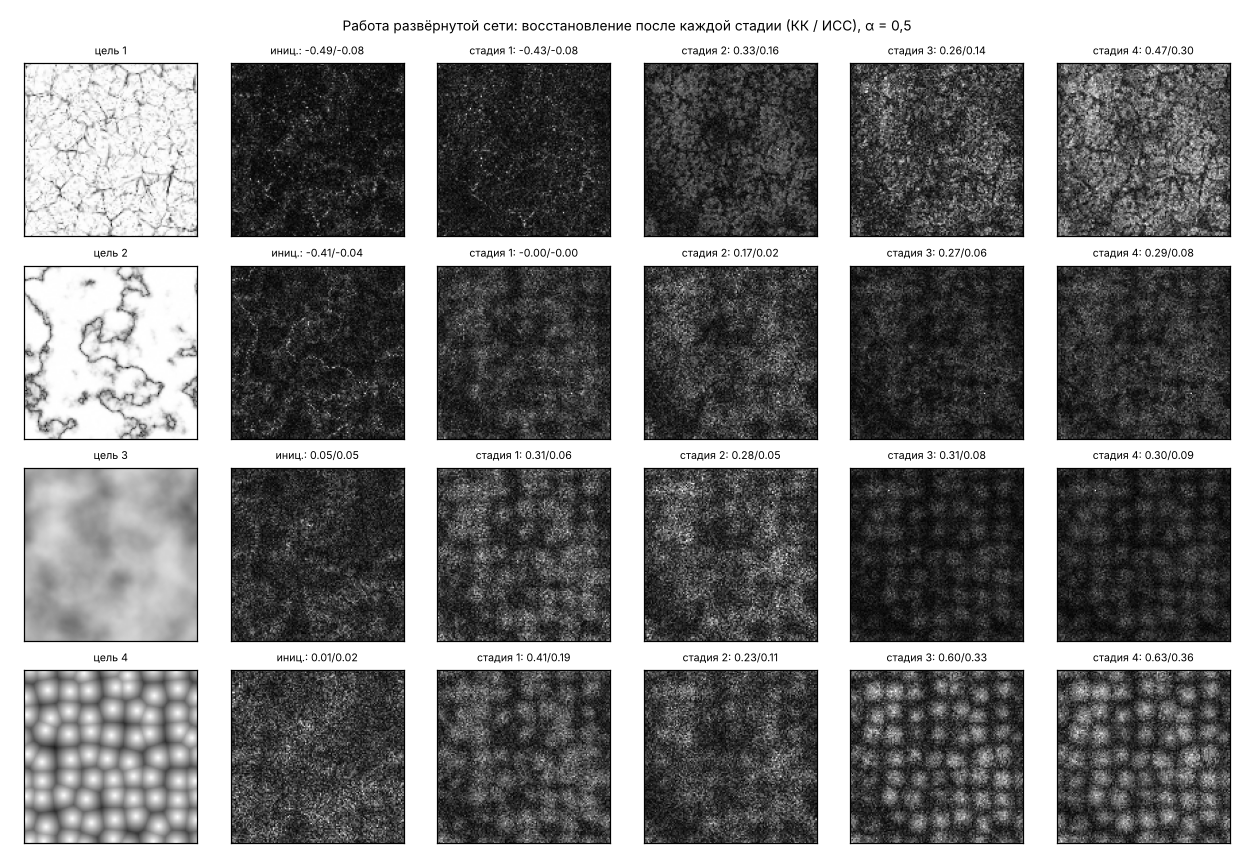 Работа развёрнутой сети: восстановление после каждой стадии (КК / ИСС), α = 0,5
цель 1
иниц.: -0.49/-0.08
стадия 1: -0.43/-0.08
стадия 2: 0.33/0.16
стадия 3: 0.26/0.14
стадия 4: 0.47/0.30
цель 2
иниц.: -0.41/-0.04
стадия 1: -0.00/-0.00
стадия 2: 0.17/0.02
стадия 3: 0.27/0.06
стадия 4: 0.29/0.08
цель 3
иниц.: 0.05/0.05
стадия 1: 0.31/0.06
стадия 2: 0.28/0.05
стадия 3: 0.31/0.08
стадия 4: 0.30/0.09
цель 4
иниц.: 0.01/0.02
стадия 1: 0.41/0.19
стадия 2: 0.23/0.11
стадия 3: 0.60/0.33
стадия 4: 0.63/0.36